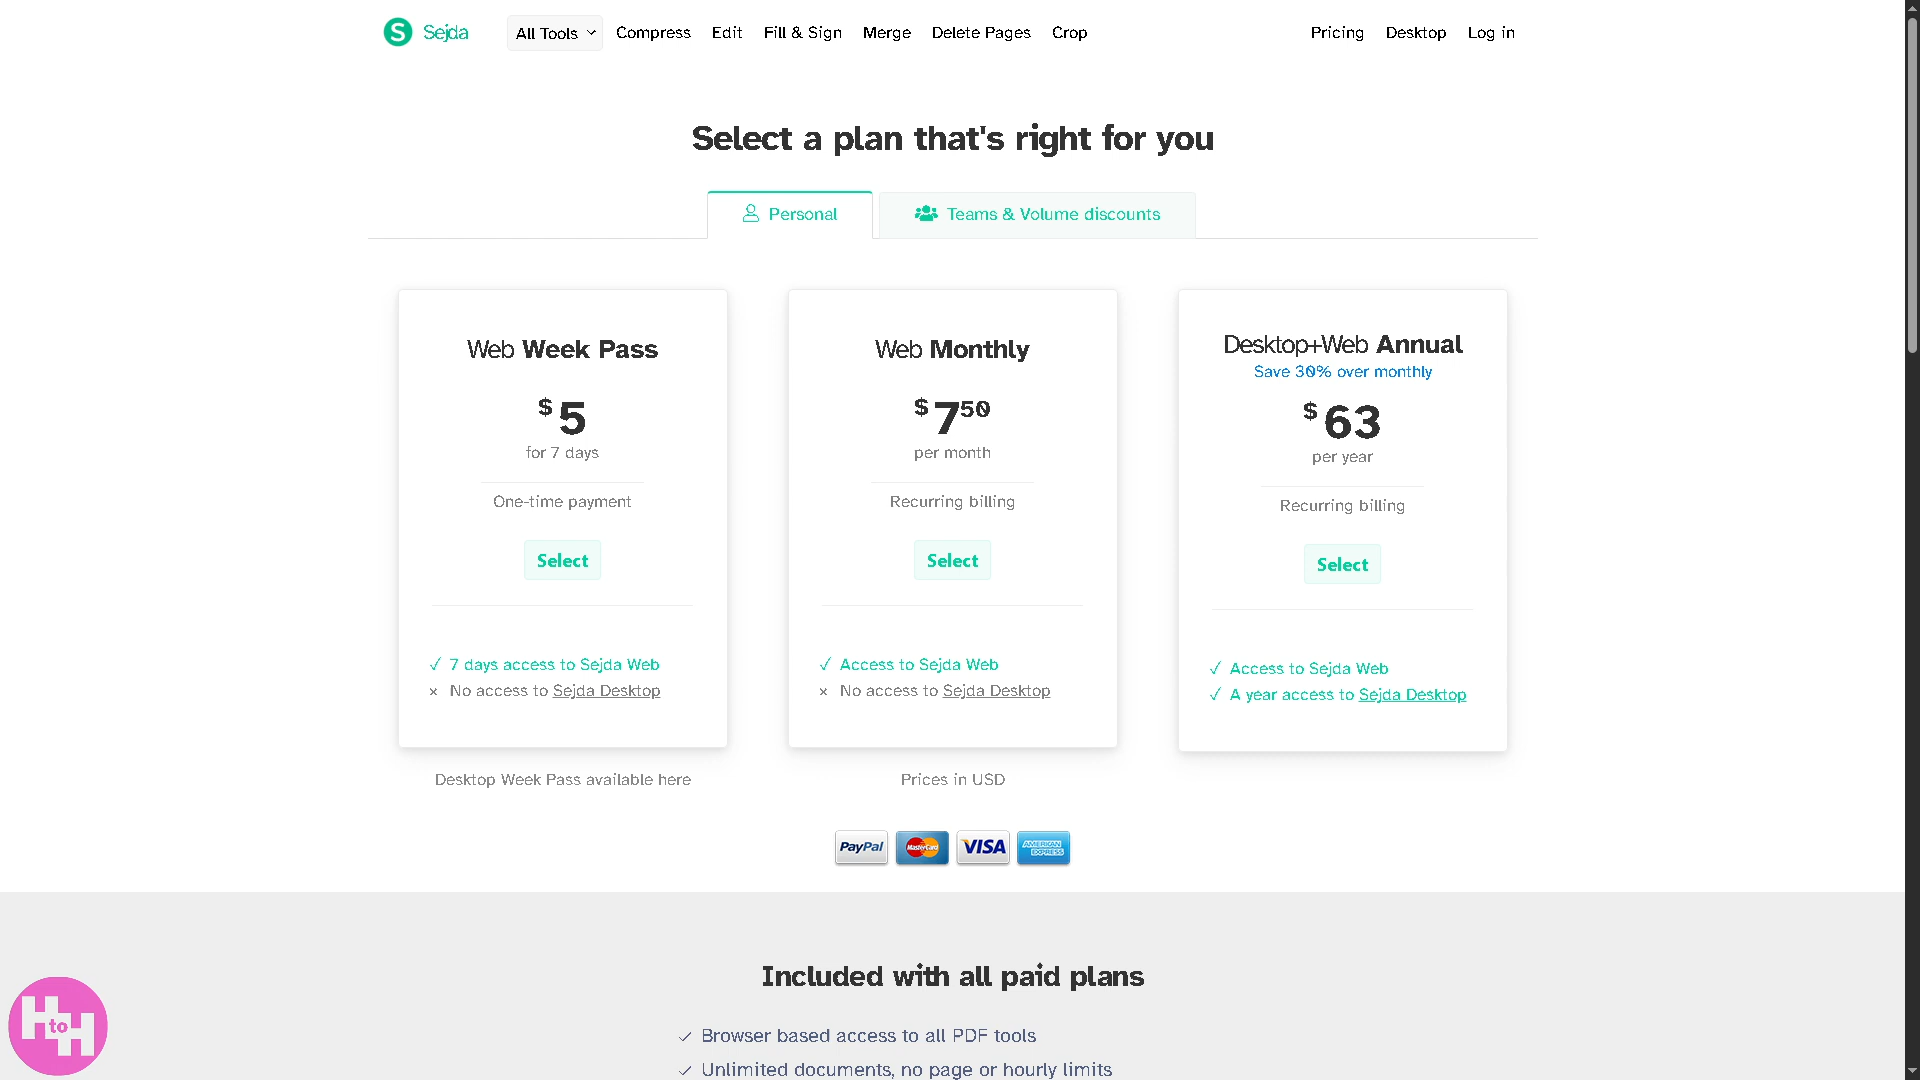 Sejda
All Tools Compress Edit Fill & Sign Merge Delete Pages Crop Pricing Desktop Log in
Select a plan that's right for you
Personal Teams & Volume discounts
Web Week Pass
$5
for 7 days
One-time payment
Select
7 days access to Sejda Web
No access to Sejda Desktop
Desktop Week Pass available here
Web Monthly
$7 50
per month
Recurring billing
Select
Access to Sejda Web
No access to Sejda Desktop
Prices in USD
Desktop+Web Annual
Save 30% over monthly
$63
per year
Recurring billing
Select
Access to Sejda Web
A year access to Sejda Desktop
PayPal MasterCard VISA AMERICAN EXPRESS
Included with all paid plans
Browser based access to all PDF tools
Unlimited documents, no page or hourly limits
H to H